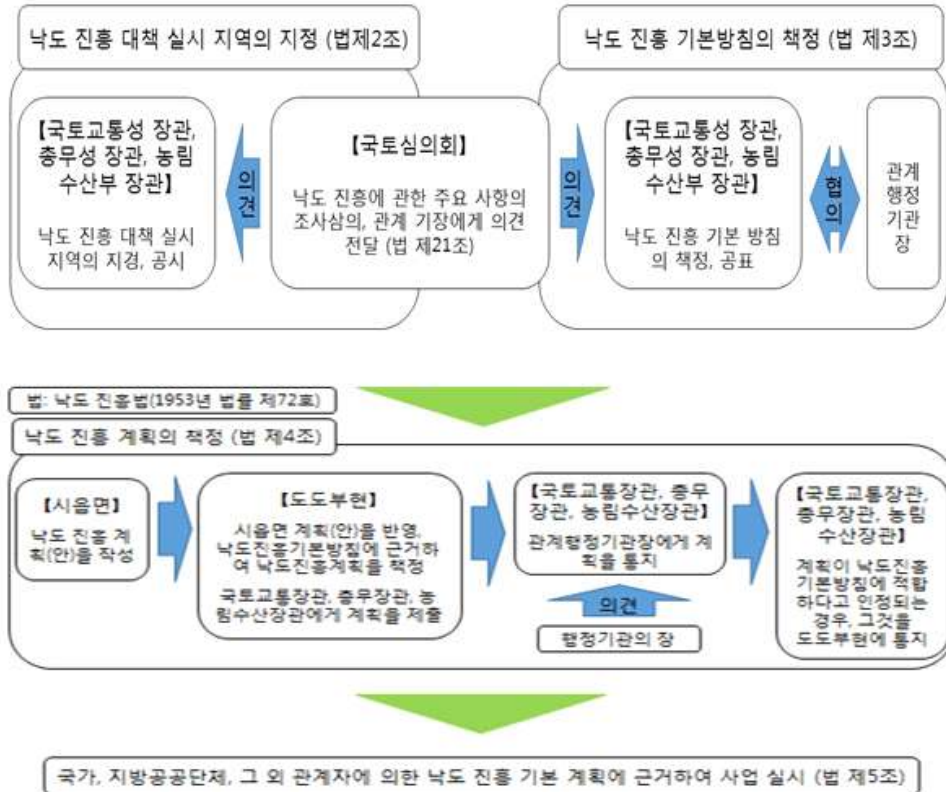 낙도 진흥 대책 실시 지역의 지정 (법제2조)
낙도 진흥 기본방침의 책정 (법 제3조)
【국토교통성 장관,
총무성 장관, 농림
수산부 장관】
낙도 진흥 대책 실시
지역의 지경, 공시
의견
【국토심의회】
낙도 진흥에 관한 주요 사항의
조사삼의, 관계 기장에게 의견
전달 (법 제21조)
의견
【국토교통성 장관,
총무성 장관, 농림
수산부 장관】
낙도 진흥 기본 방침
의 책정, 공표
협의
관계
행정
기관
장
법: 낙도 진흥법(1953년 법률 제72호)
낙도 진흥 계획의 책정 (법 제4조)
【시읍면】
낙도 진흥 계
획(안)을 작성
【도도부현】
시읍면 계획(안)을 반영,
낙도진흥기본방침에 근거하
여 낙도진흥계획을 책정
국토교통장관, 총무장관, 농
림수산장관에게 계획을 제출
【국토교통장관, 총무
장관, 농림수산장관】
관계행정기관장에게 계
획을 통지
의견
행정기관의 장
【국토교통장관,
총무장관, 농림
수산장관】
계획이 낙도진흥
기본방침에 적합
하다고 인정되는
경우, 그것을
도도부현에 통지
국가, 지방공공단체, 그 외 관계자에 의한 낙도 진흥 기본 계획에 근거하여 사업 실시 (법 제5조)